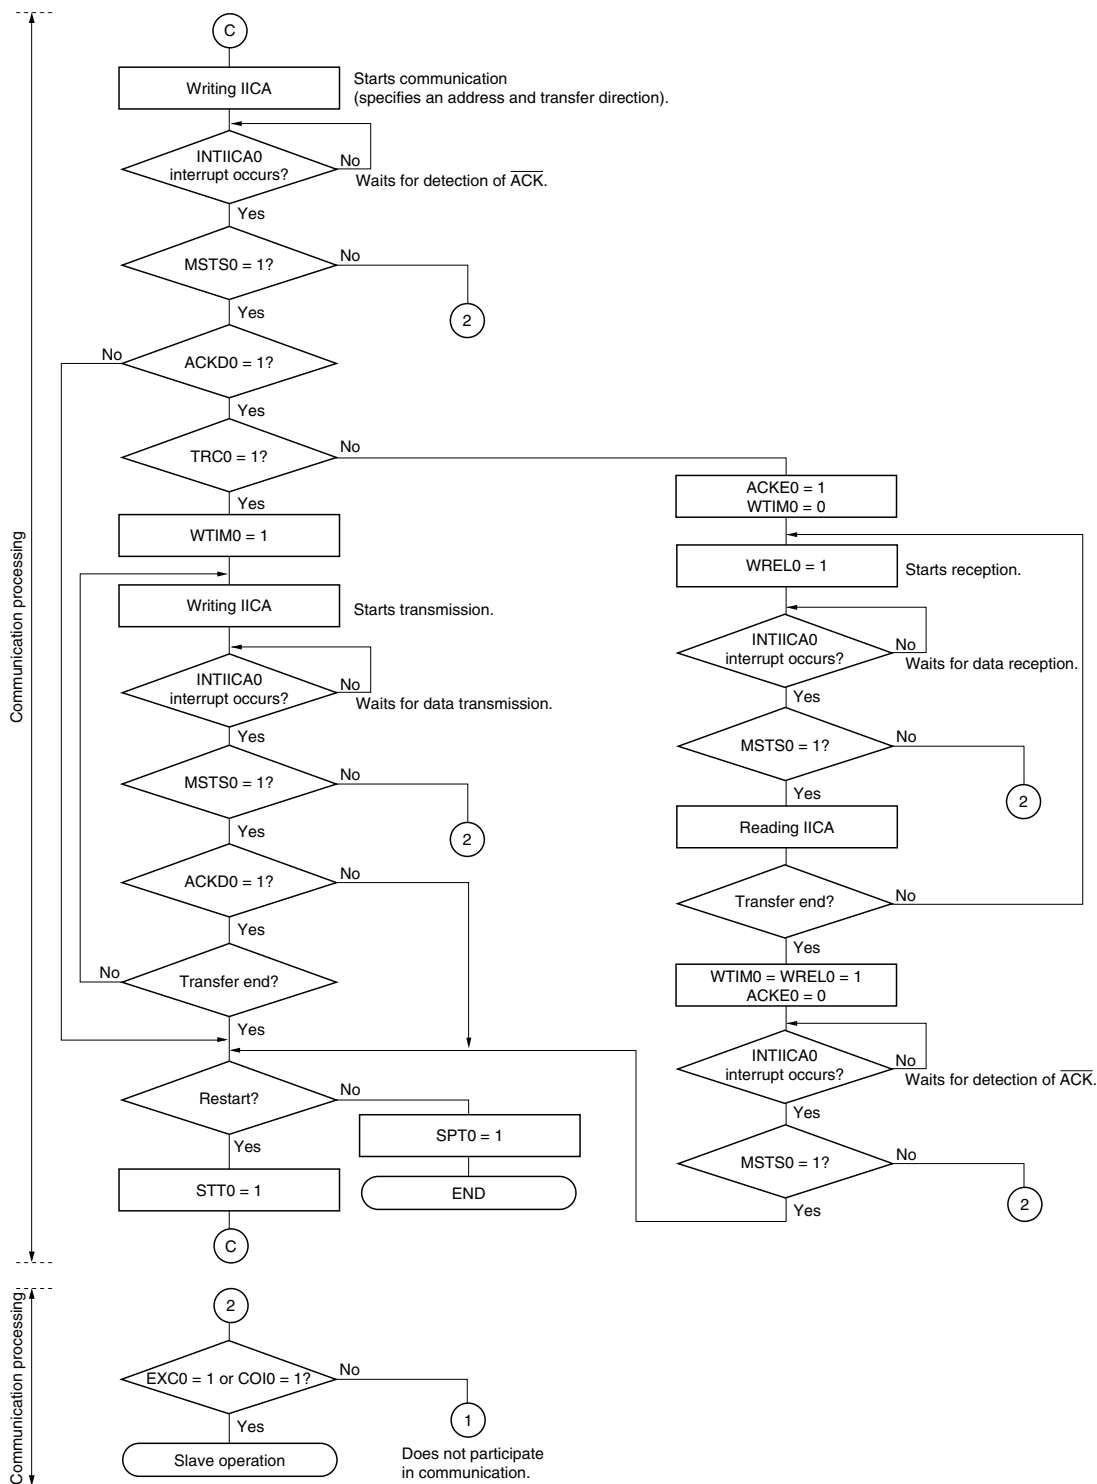 C
Writing IICA
Starts communication
(specifies an address and transfer direction).
INTIICA0
interrupt occurs?
No
Waits for detection of ACK.
Yes
MSTS0 = 1?
No
2
Yes
ACKD0 = 1?
No
Yes
TRC0 = 1?
No
Yes
WTIM0 = 1
Writing IICA
Starts transmission.
INTIICA0
interrupt occurs?
No
Waits for data transmission.
Yes
MSTS0 = 1?
No
2
Yes
ACKD0 = 1?
No
Yes
Transfer end?
No
Yes
Restart?
No
SPT0 = 1
END
Yes
STT0 = 1
C
ACKE0 = 1
WTIM0 = 0
WREL0 = 1
Starts reception.
INTIICA0
interrupt occurs?
No
Waits for data reception.
Yes
MSTS0 = 1?
No
2
Yes
Reading IICA
Transfer end?
No
Yes
WTIM0 = WREL0 = 1
ACKE0 = 0
INTIICA0
interrupt occurs?
No
Waits for detection of ACK.
Yes
MSTS0 = 1?
No
2
Yes
Communication processing
2
EXC0 = 1 or COI0 = 1?
No
1
Does not participate
in communication.
Yes
Slave operation
Communication processing